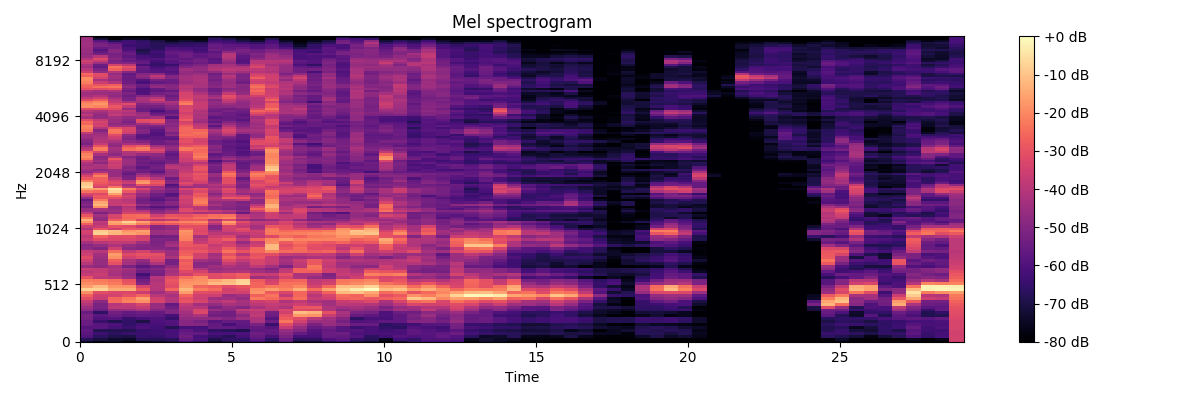 Mel spectrogram
Hz
8192
4096
2048
1024
512
0
0 5 10 15 20 25
Time
+0 dB
-10 dB
-20 dB
-30 dB
-40 dB
-50 dB
-60 dB
-70 dB
-80 dB